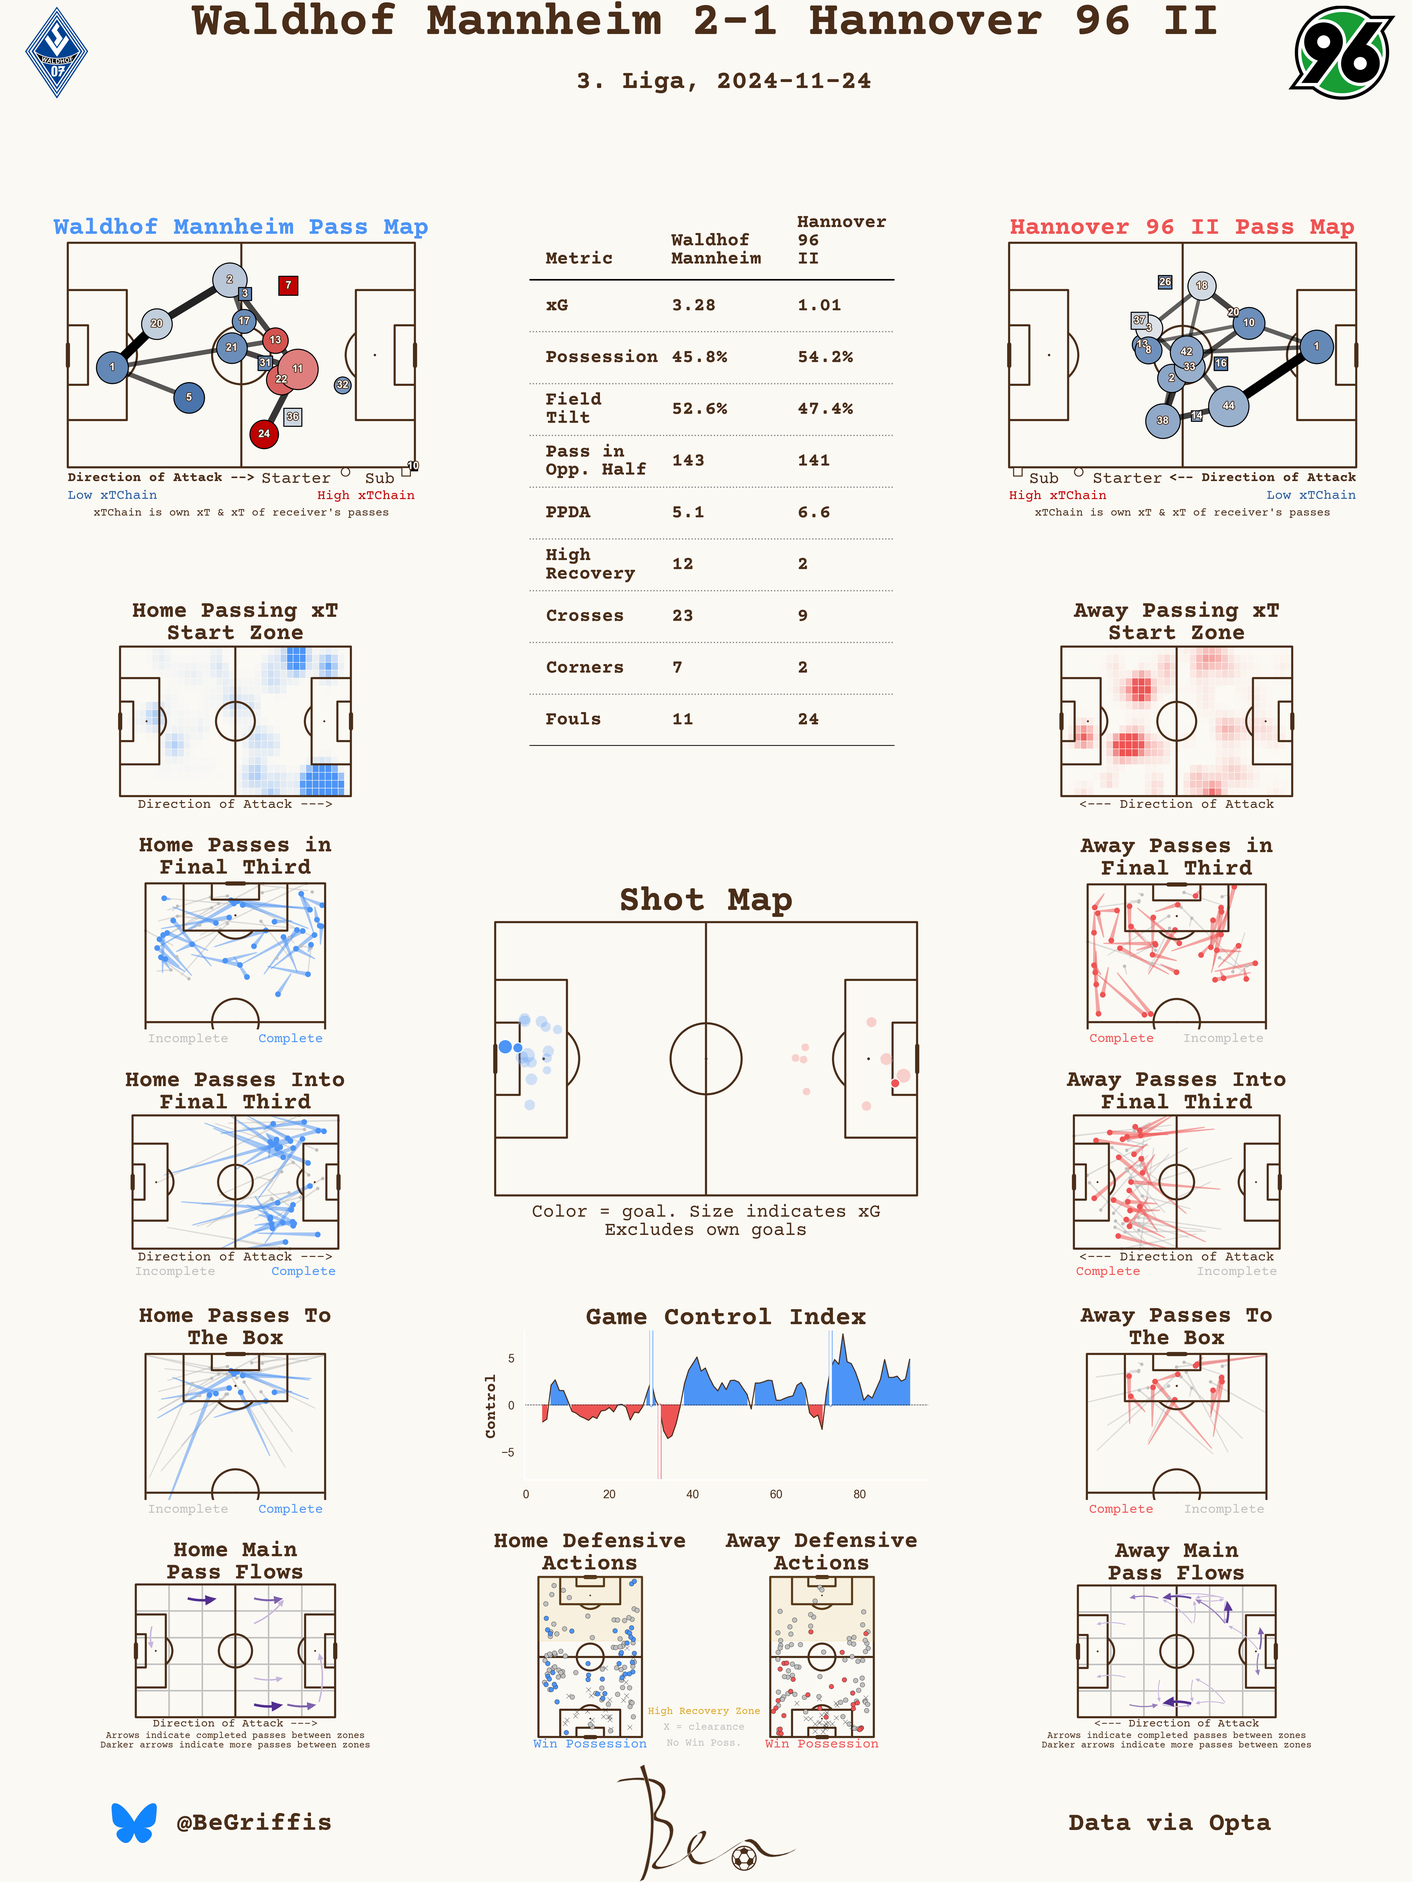 Waldhof Mannheim 2-1 Hannover 96 II
3. Liga, 2024-11-24
WALDHOF
07
96
Waldhof Mannheim Pass Map
2
7
3
20
17
13
21
31
1
11
22
32
5
36
24
10
Direction of Attack --> Starter Sub
Low xTChain High xTChain
xTChain is own xT & xT of receiver's passes
Metric Waldhof Mannheim Hannover 96 II
xG 3.28 1.01
Possession 45.8% 54.2%
Field Tilt 52.6% 47.4%
Pass in Opp. Half 143 141
PPDA 5.1 6.6
High Recovery 12 2
Crosses 23 9
Corners 7 2
Fouls 11 24
Hannover 96 II Pass Map
26
18
20
37
3
10
13
8
42
1
33
16
2
44
14
38
Sub Starter <-- Direction of Attack
High xTChain Low xTChain
xTChain is own xT & xT of receiver's passes
Home Passing xT
Start Zone
Direction of Attack --->
Away Passing xT
Start Zone
<--- Direction of Attack
Home Passes in
Final Third
Incomplete Complete
Away Passes in
Final Third
Complete Incomplete
Shot Map
Color = goal. Size indicates xG
Excludes own goals
Home Passes Into
Final Third
Direction of Attack --->
Incomplete Complete
Away Passes Into
Final Third
<--- Direction of Attack
Complete Incomplete
Home Passes To
The Box
Incomplete Complete
Game Control Index
Control
5
0
−5
0 20 40 60 80
Away Passes To
The Box
Complete Incomplete
Home Main
Pass Flows
Direction of Attack --->
Arrows indicate completed passes between zones
Darker arrows indicate more passes between zones
Home Defensive
Actions
Win Possession
High Recovery Zone
X = clearance
No Win Poss.
Away Defensive
Actions
Win Possession
Away Main
Pass Flows
<--- Direction of Attack
Arrows indicate completed passes between zones
Darker arrows indicate more passes between zones
@BeGriffis
Ben
Data via Opta